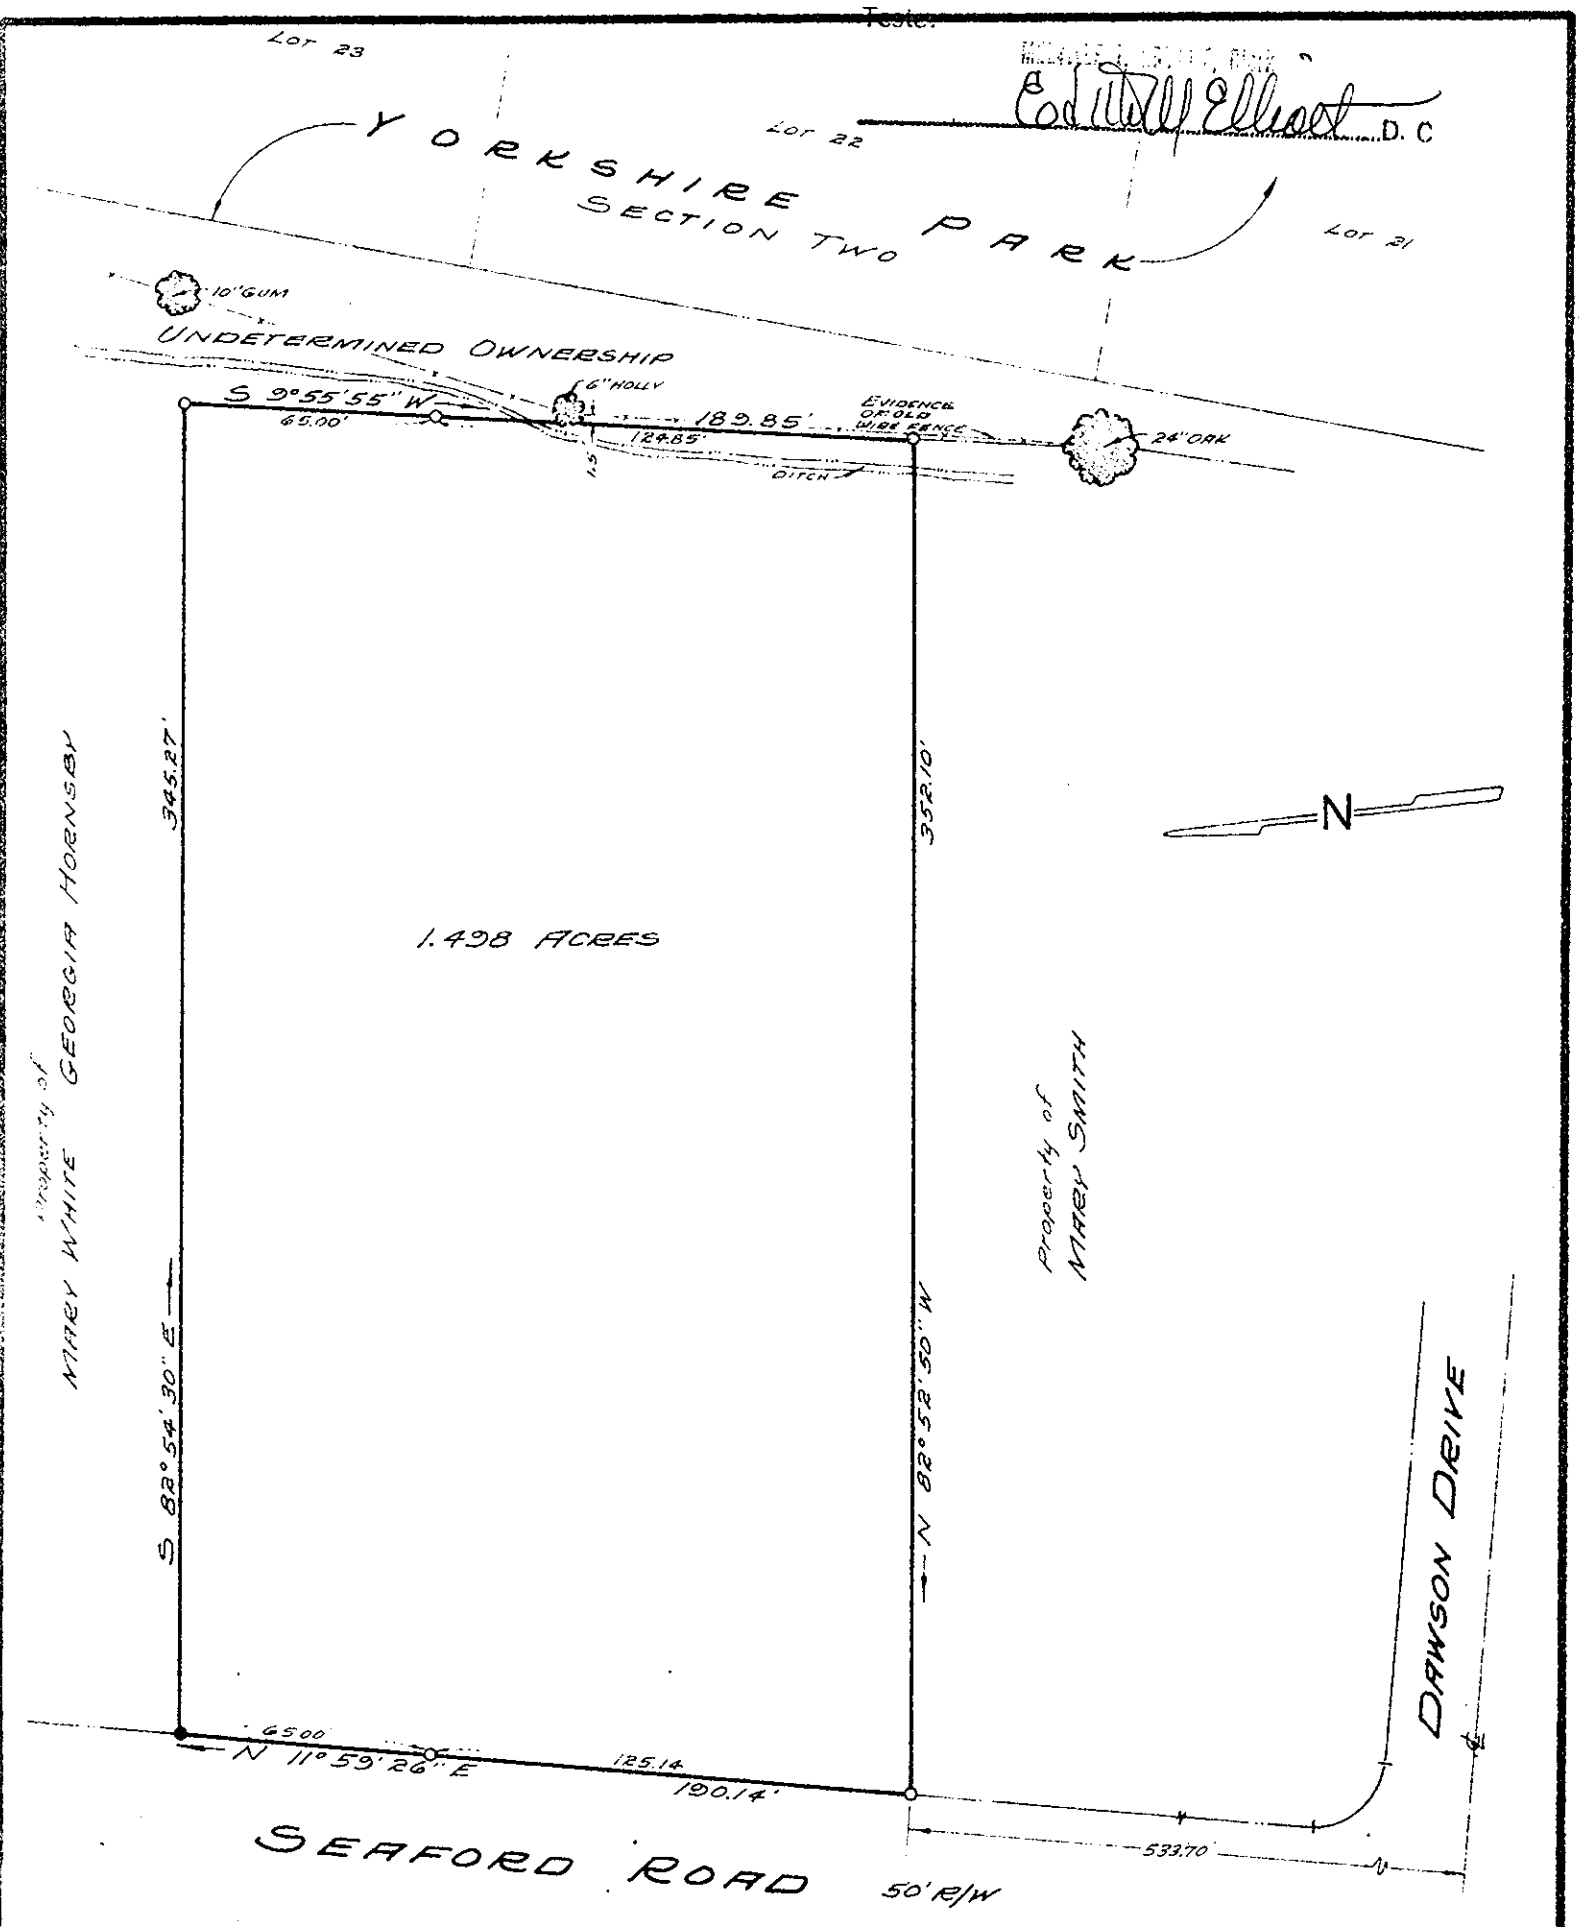 Teste:
Lot 23
Lot 22
D. C
YORKSHIRE PARK
SECTION TWO
Lot 21
10" GUM
UNDETERMINED OWNERSHIP
6" HOLLY
S 9°55'55" W
189.85'
65.00'
124.85'
EVIDENCE
OF OLD
WIRE FENCE
24" OAK
1.5'
DITCH
345.27'
352.10'
N
1.498 ACRES
Property of
MARY WHITE GEORGIA HORNSBY
Property of
MARY SMITH
S 82° 54' 30" E
N 82° 52' 50" W
DAWSON DRIVE
65.00
N 11° 59' 26" E
125.14
190.14'
533.70'
SEAFORD ROAD 50' R/W